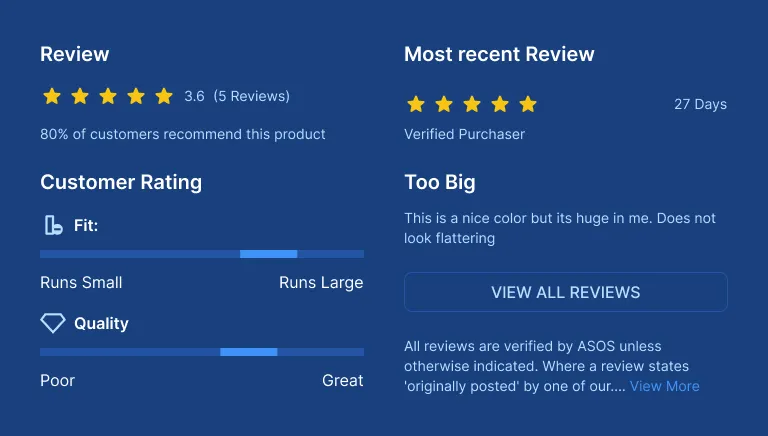 Review
3.6 (5 Reviews)
80% of customers recommend this product
Customer Rating
Fit:
Runs Small Runs Large
Quality
Poor Great
Most recent Review
27 Days
Verified Purchaser
Too Big
This is a nice color but its huge in me. Does not
look flattering
VIEW ALL REVIEWS
All reviews are verified by ASOS unless
otherwise indicated. Where a review states
'originally posted' by one of our.... View More